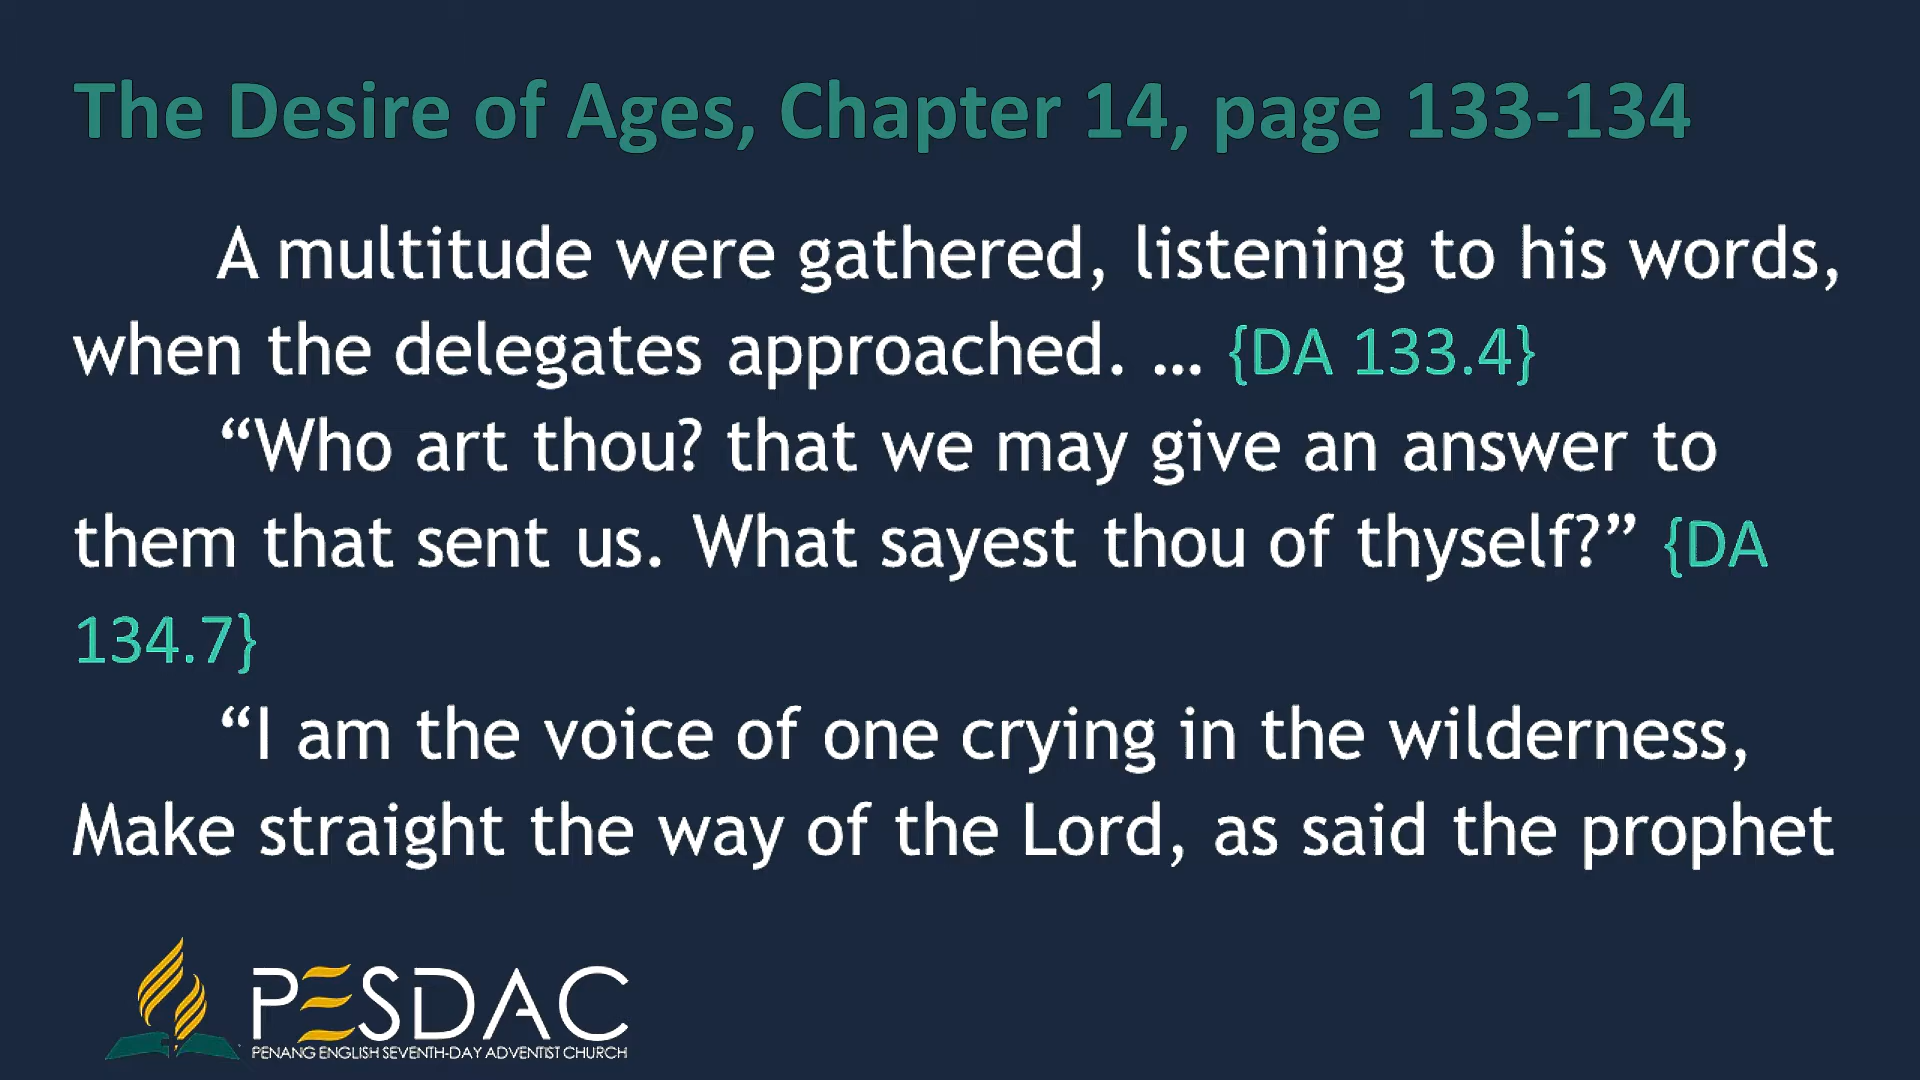 The Desire of Ages, Chapter 14, page 133-134
A multitude were gathered, listening to his words,
when the delegates approached. … {DA 133.4}
“Who art thou? that we may give an answer to
them that sent us. What sayest thou of thyself?” {DA
134.7}
“I am the voice of one crying in the wilderness,
Make straight the way of the Lord, as said the prophet
PESDAC
PENANG ENGLISH SEVENTH-DAY ADVENTIST CHURCH